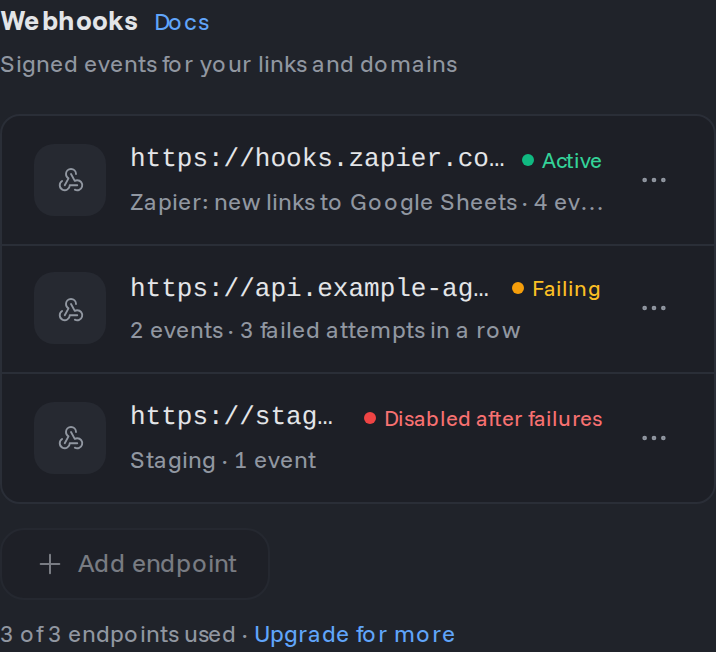 Webhooks Docs
Signed events for your links and domains
https://hooks.zapier.co… Active
Zapier: new links to Google Sheets · 4 ev…
https://api.example-ag… Failing
2 events · 3 failed attempts in a row
https://stag… Disabled after failures
Staging · 1 event
Add endpoint
3 of 3 endpoints used · Upgrade for more